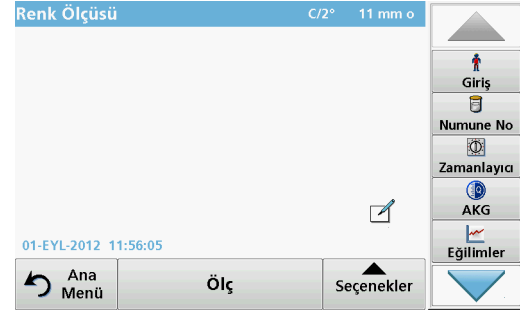 Renk Ölçüsü C/2° 11 mm o
Giriş
Numune No
Zamanlayıcı
AKG
Eğilimler
01-EYL-2012 11:56:05
Ana
Menü
Ölç
Seçenekler